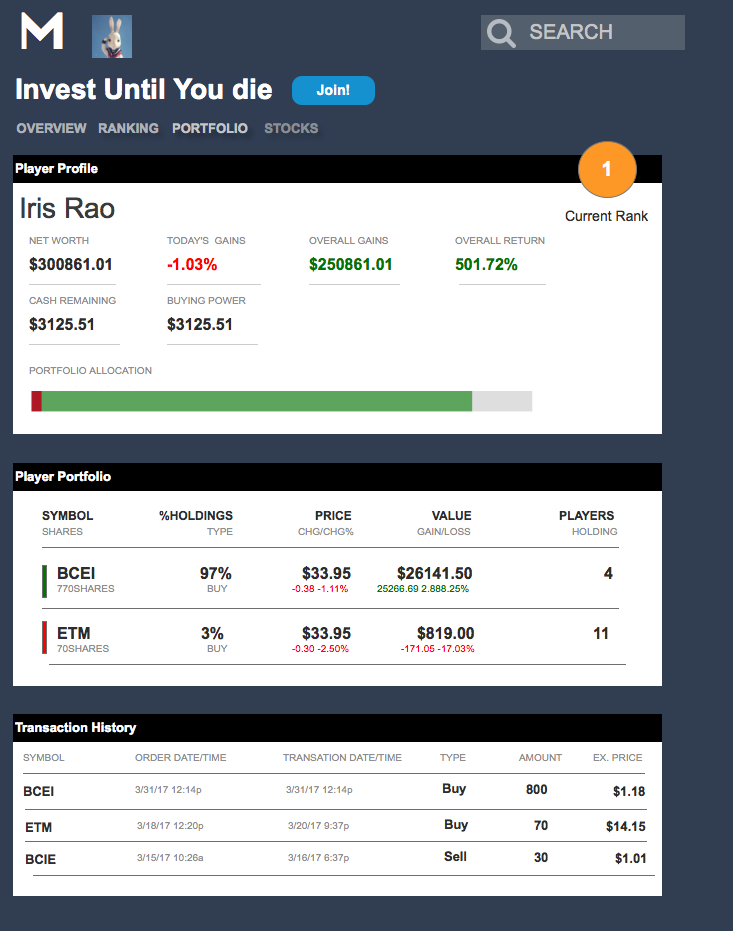 M
SEARCH
Invest Until You die Join!
OVERVIEW RANKING PORTFOLIO STOCKS
Player Profile
1
Iris Rao
Current Rank
NET WORTH TODAY'S GAINS OVERALL GAINS OVERALL RETURN
$300861.01 -1.03% $250861.01 501.72%
CASH REMAINING BUYING POWER
$3125.51 $3125.51
PORTFOLIO ALLOCATION
Player Portfolio
SYMBOL %HOLDINGS PRICE VALUE PLAYERS
SHARES TYPE CHG/CHG% GAIN/LOSS HOLDING
BCEI 97% $33.95 $26141.50 4
770SHARES BUY -0.38 -1.11% 25266.69 2.888.25%
ETM 3% $33.95 $819.00 11
70SHARES BUY -0.30 -2.50% -171.05 -17.03%
Transaction History
SYMBOL ORDER DATE/TIME TRANSATION DATE/TIME TYPE AMOUNT EX. PRICE
BCEI 3/31/17 12:14p 3/31/17 12:14p Buy 800 $1.18
ETM 3/18/17 12:20p 3/20/17 9:37p Buy 70 $14.15
BCIE 3/15/17 10:26a 3/16/17 6:37p Sell 30 $1.01